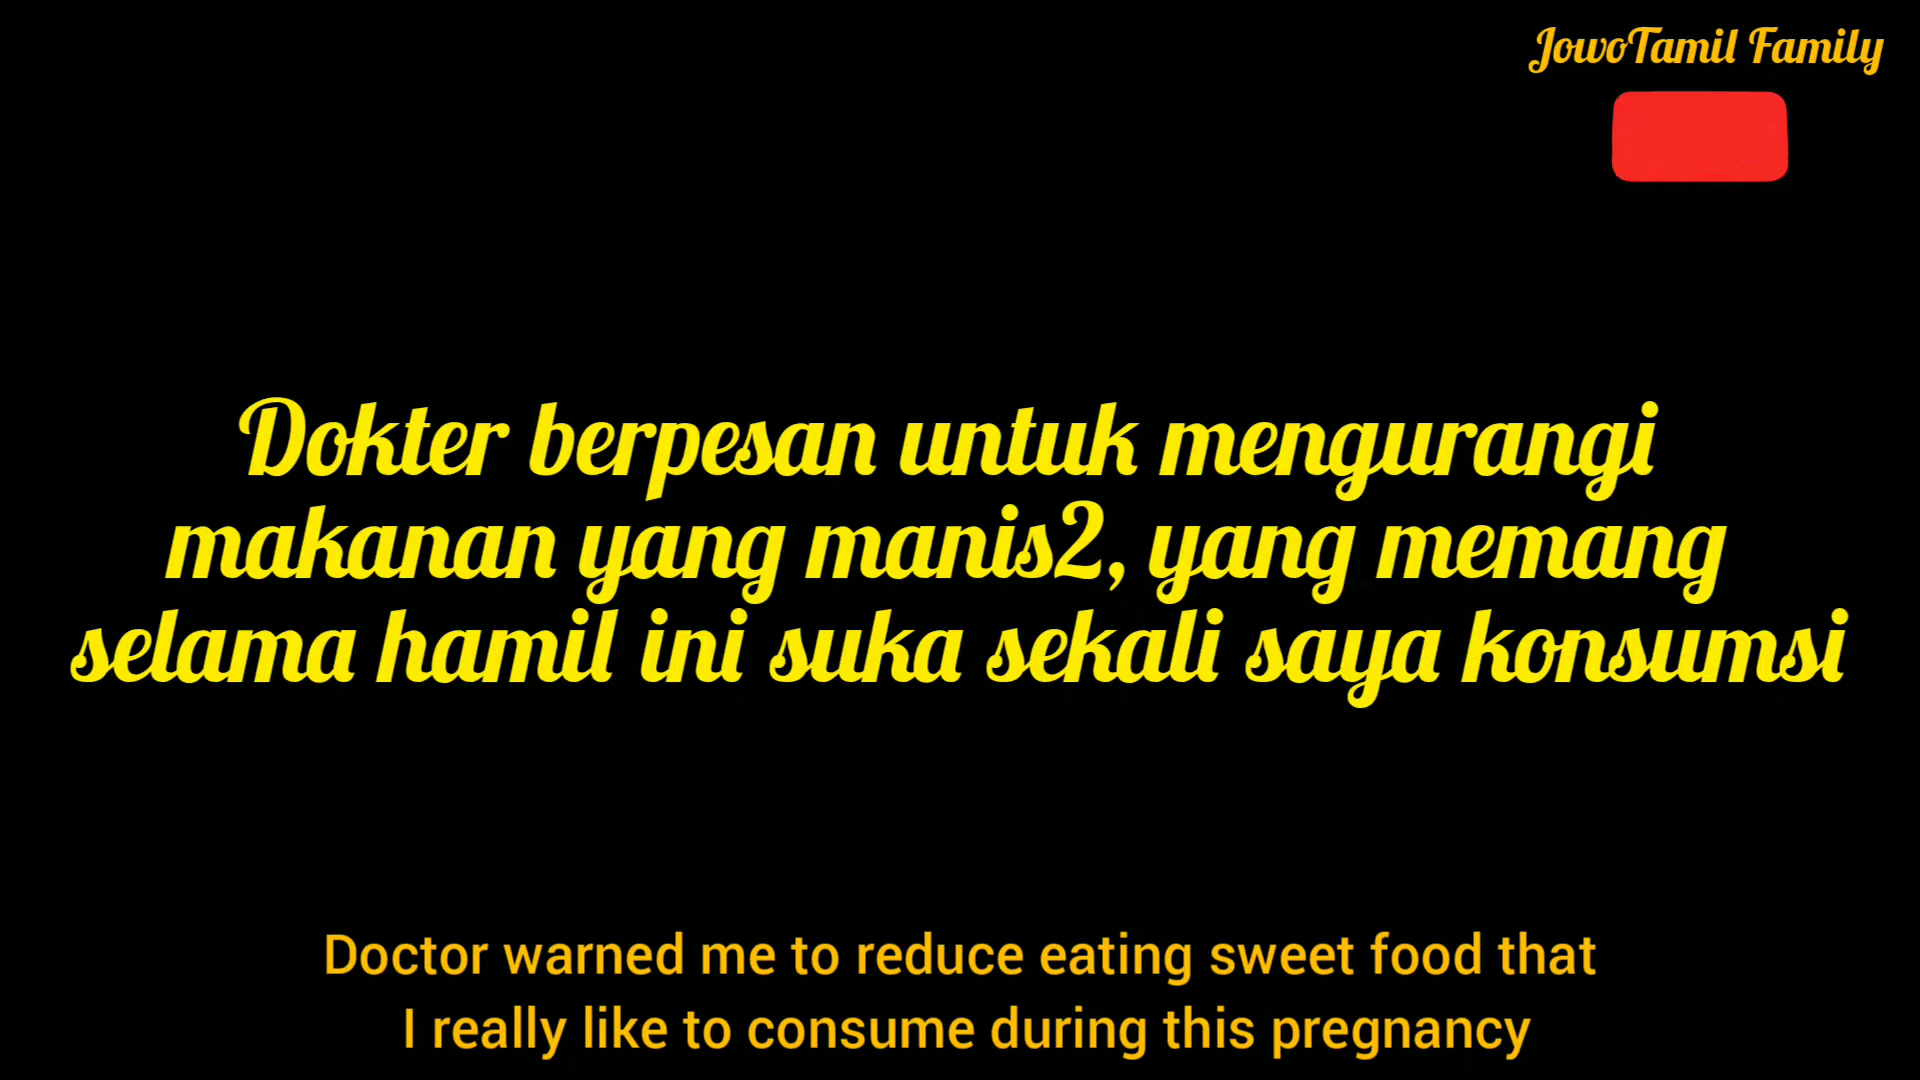 JowoTamil Family
Dokter berpesan untuk mengurangi
makanan yang manis2, yang memang
selama hamil ini suka sekali saya konsumsi
Doctor warned me to reduce eating sweet food that
I really like to consume during this pregnancy